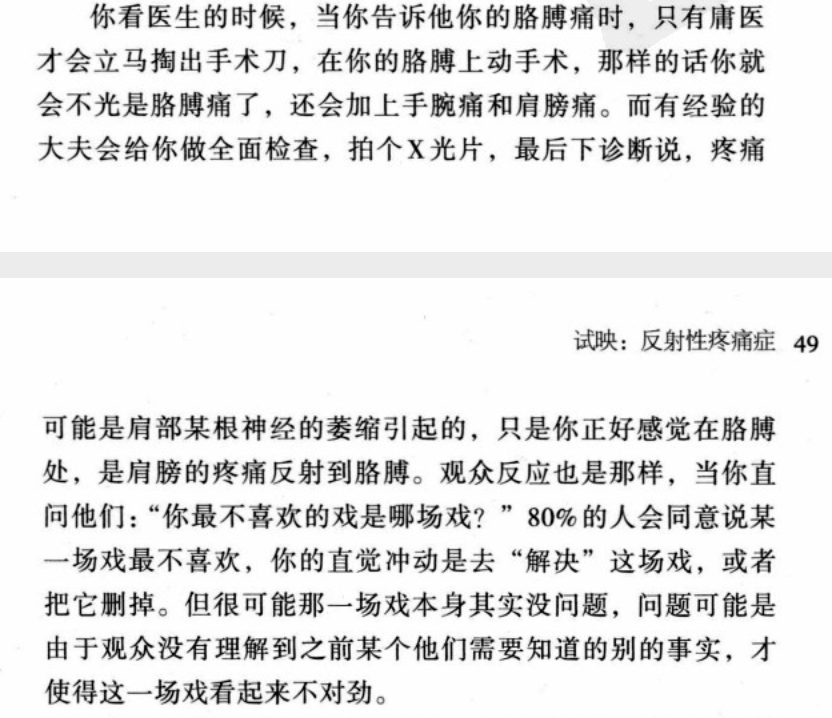 你看医生的时候，当你告诉他你的胳膊痛时，只有庸医
才会立马掏出手术刀，在你的胳膊上动手术，那样的话你就
会不光是胳膊痛了，还会加上手腕痛和肩膀痛。而有经验的
大夫会给你做全面检查，拍个X光片，最后下诊断说，疼痛
试映：反射性疼痛症 49
可能是肩部某根神经的萎缩引起的，只是你正好感觉在胳膊
处，是肩膀的疼痛反射到胳膊。观众反应也是那样，当你直
问他们：“你最不喜欢的戏是哪场戏？”80%的人会同意说某
一场戏最不喜欢，你的直觉冲动是去“解决”这场戏，或者
把它删掉。但很可能那一场戏本身其实没问题，问题可能是
由于观众没有理解到之前某个他们需要知道的别的事实，才
使得这一场戏看起来不对劲。